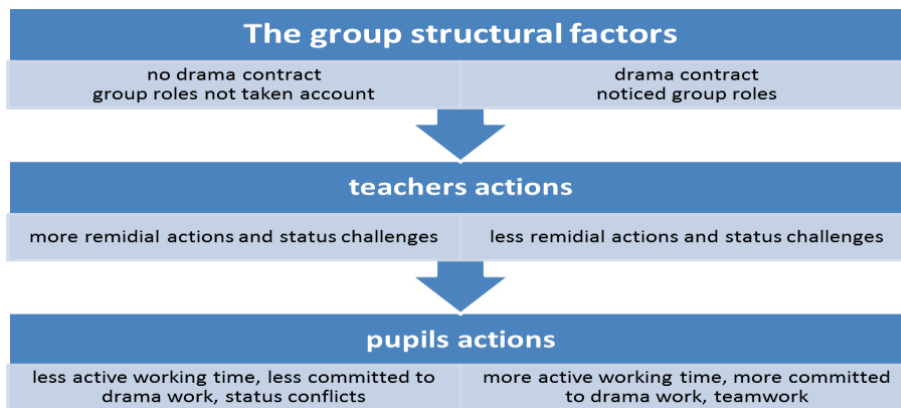 The group structural factors
no drama contract
group roles not taken account
drama contract
noticed group roles
teachers actions
more remidial actions and status challenges
less remidial actions and status challenges
pupils actions
less active working time, less committed to
drama work, status conflicts
more active working time, more committed
to drama work, teamwork